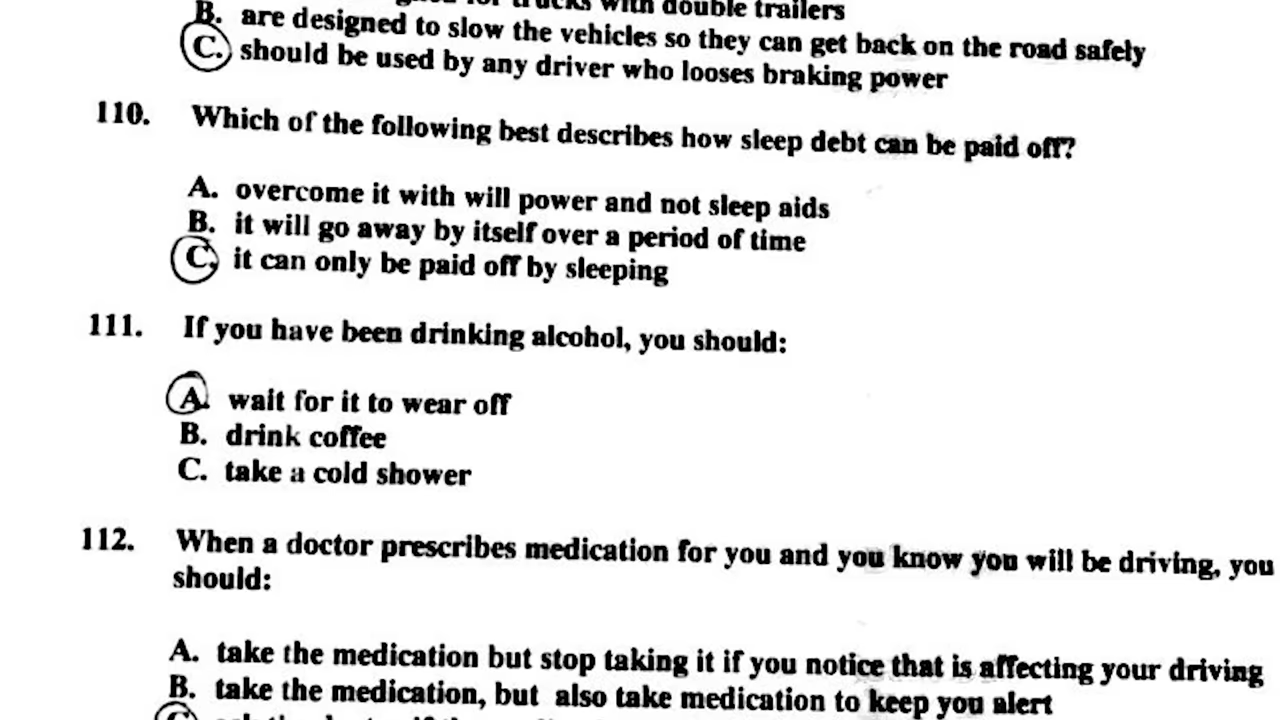 for trucks with double trailers
B. are designed to slow the vehicles so they can get back on the road safely
C. should be used by any driver who looses braking power
110. Which of the following best describes how sleep debt can be paid off?
A. overcome it with will power and not sleep aids
B. it will go away by itself over a period of time
C. it can only be paid off by sleeping
111. If you have been drinking alcohol, you should:
A. wait for it to wear off
B. drink coffee
C. take a cold shower
112. When a doctor prescribes medication for you and you know you will be driving, you
should:
A. take the medication but stop taking it if you notice that is affecting your driving
B. take the medication, but also take medication to keep you alert
C.